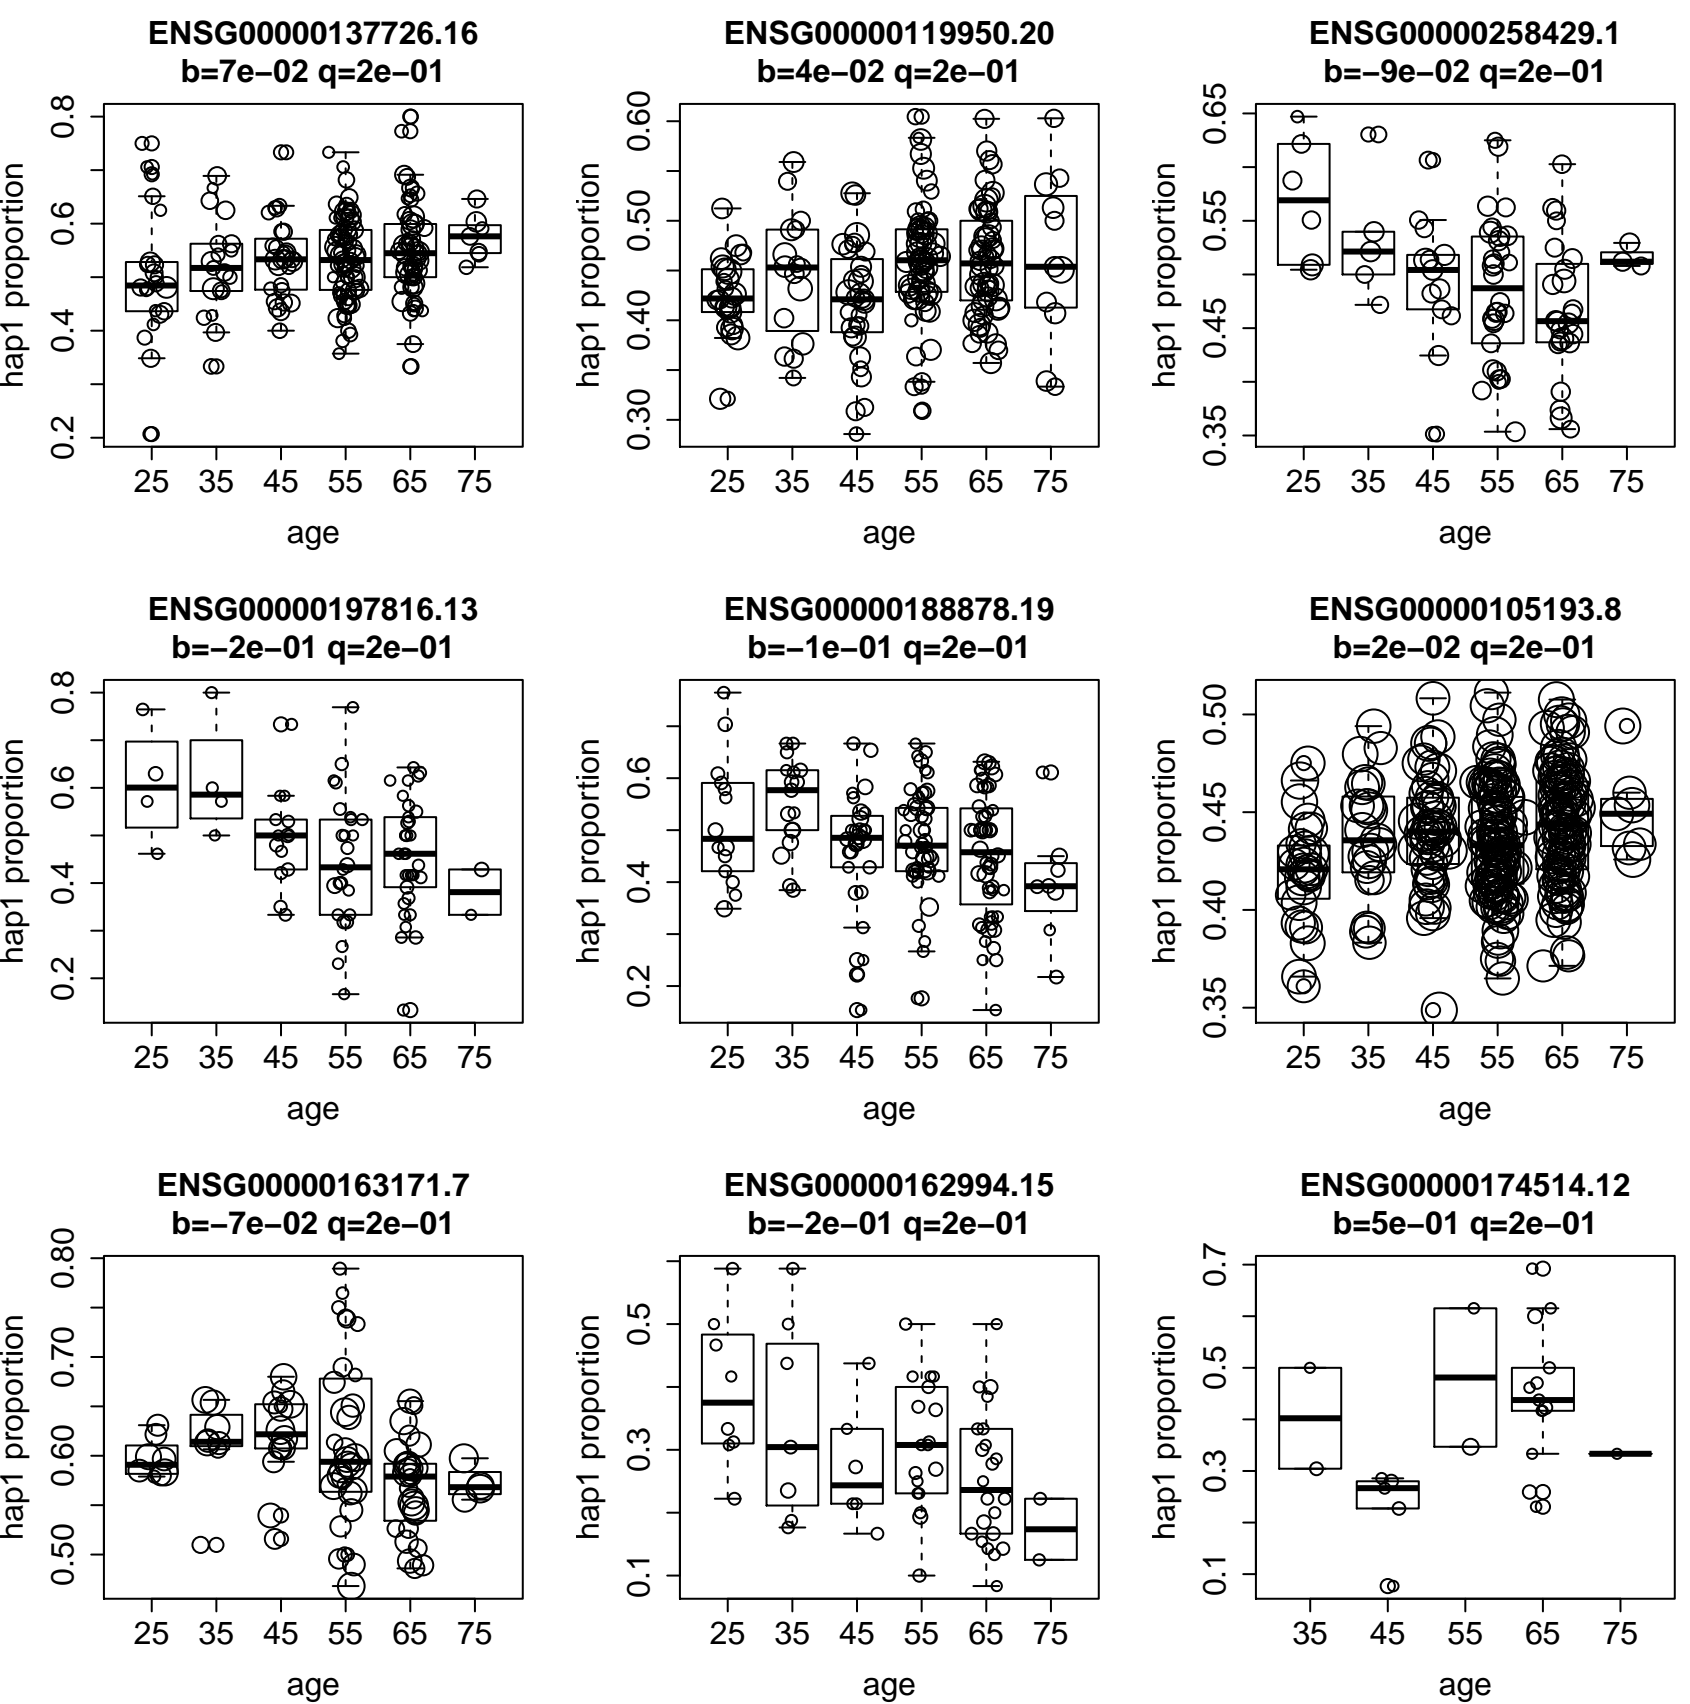 ENSG00000137726.16
b=7e−02 q=2e−01
hap1 proportion
0.8
0.6
0.4
0.2
25 35 45 55 65 75
age
ENSG00000119950.20
b=4e−02 q=2e−01
hap1 proportion
0.60
0.50
0.40
0.30
25 35 45 55 65 75
age
ENSG00000258429.1
b=−9e−02 q=2e−01
hap1 proportion
0.65
0.55
0.45
0.35
25 35 45 55 65 75
age
ENSG00000197816.13
b=−2e−01 q=2e−01
hap1 proportion
0.8
0.6
0.4
0.2
25 35 45 55 65 75
age
ENSG00000188878.19
b=−1e−01 q=2e−01
hap1 proportion
0.6
0.4
0.2
25 35 45 55 65 75
age
ENSG00000105193.8
b=2e−02 q=2e−01
hap1 proportion
0.50
0.45
0.40
0.35
25 35 45 55 65 75
age
ENSG00000163171.7
b=−7e−02 q=2e−01
hap1 proportion
0.80
0.70
0.60
0.50
25 35 45 55 65 75
age
ENSG00000162994.15
b=−2e−01 q=2e−01
hap1 proportion
0.5
0.3
0.1
25 35 45 55 65 75
age
ENSG00000174514.12
b=5e−01 q=2e−01
hap1 proportion
0.7
0.5
0.3
0.1
35 45 55 65 75
age